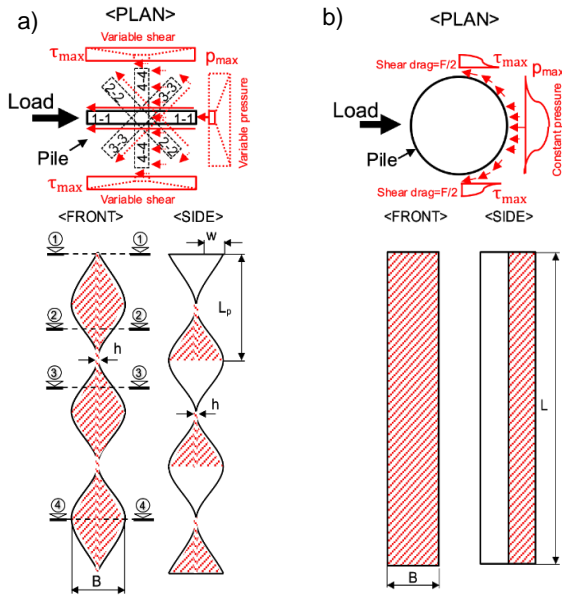 a)
<PLAN>
Variable shear
τmax
pmax
Load
2-2
4-4
3-3
1-1
1-1
3-3
4-4
2-2
Variable pressure
Pile
τmax
Variable shear
<FRONT>
<SIDE>
1
1
w
Lp
2
2
h
3
3
h
4
4
B
b)
<PLAN>
Shear drag=F/2
τmax
pmax
Load
Constant pressure
Pile
Shear drag=F/2
τmax
<FRONT>
<SIDE>
L
B